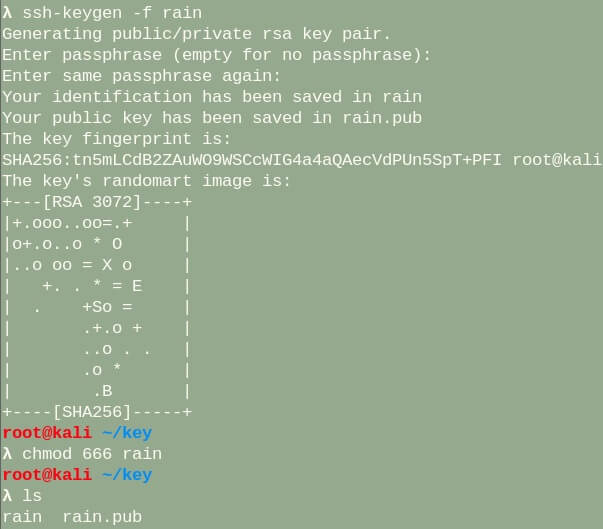 λ ssh-keygen -f rain
Generating public/private rsa key pair.
Enter passphrase (empty for no passphrase):
Enter same passphrase again:
Your identification has been saved in rain
Your public key has been saved in rain.pub
The key fingerprint is:
SHA256:tn5mLCdB2ZAuWO9WSCcWIG4a4aQAecVdPUn5SpT+PFI root@kali
The key's randomart image is:
+---[RSA 3072]----+
|+.ooo..oo=.+     |
|o+.o..o * O      |
|..o oo = X o     |
|   +. . * = E    |
|  .    +So =     |
|       .+.o +    |
|       ..o . .   |
|       .o *      |
|        .B       |
+----[SHA256]-----+
root@kali ~/key
λ chmod 666 rain
root@kali ~/key
λ ls
rain  rain.pub